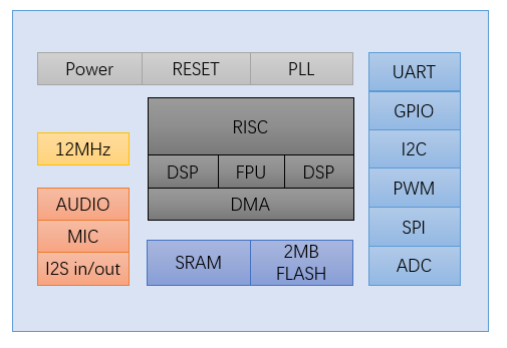 Power
RESET
PLL
UART
GPIO
I2C
PWM
SPI
ADC
12MHz
RISC
DSP
FPU
DSP
DMA
AUDIO
MIC
I2S in/out
SRAM
2MB
FLASH